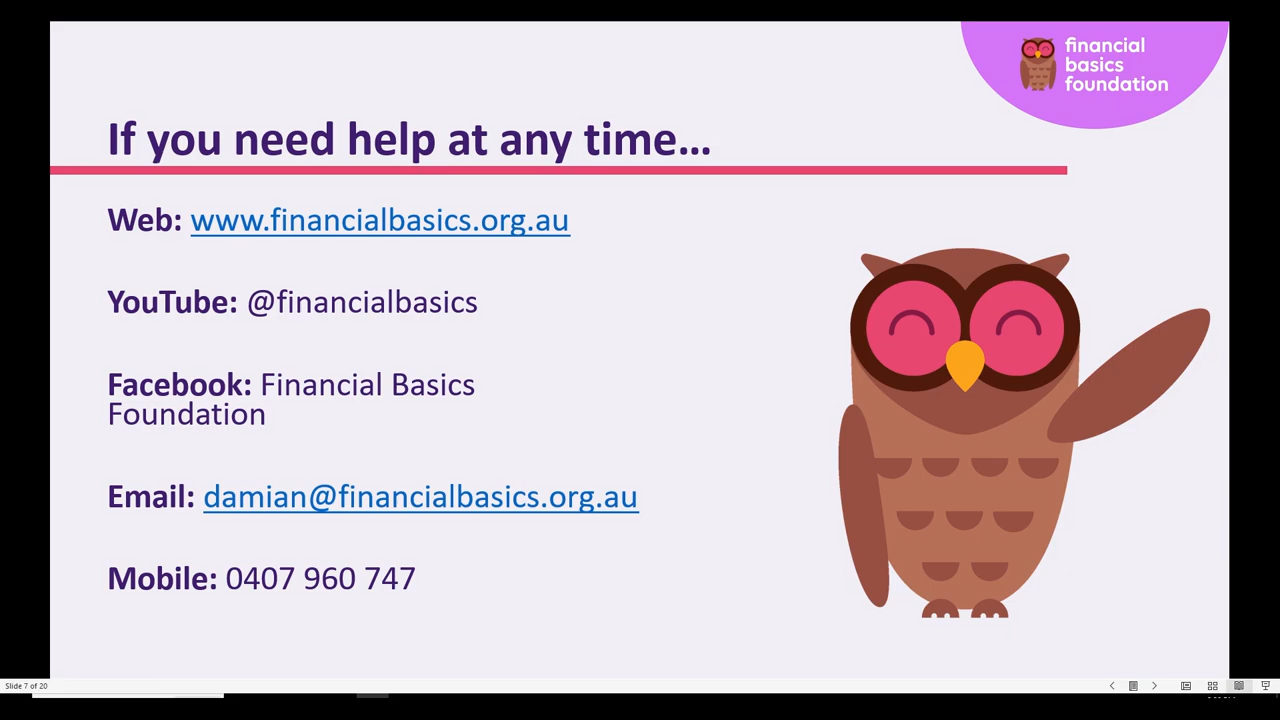 financial
basics
foundation
If you need help at any time...
Web: www.financialbasics.org.au
YouTube: @financialbasics
Facebook: Financial Basics
Foundation
Email: damian@financialbasics.org.au
Mobile: 0407 960 747
Slide 7 of 20